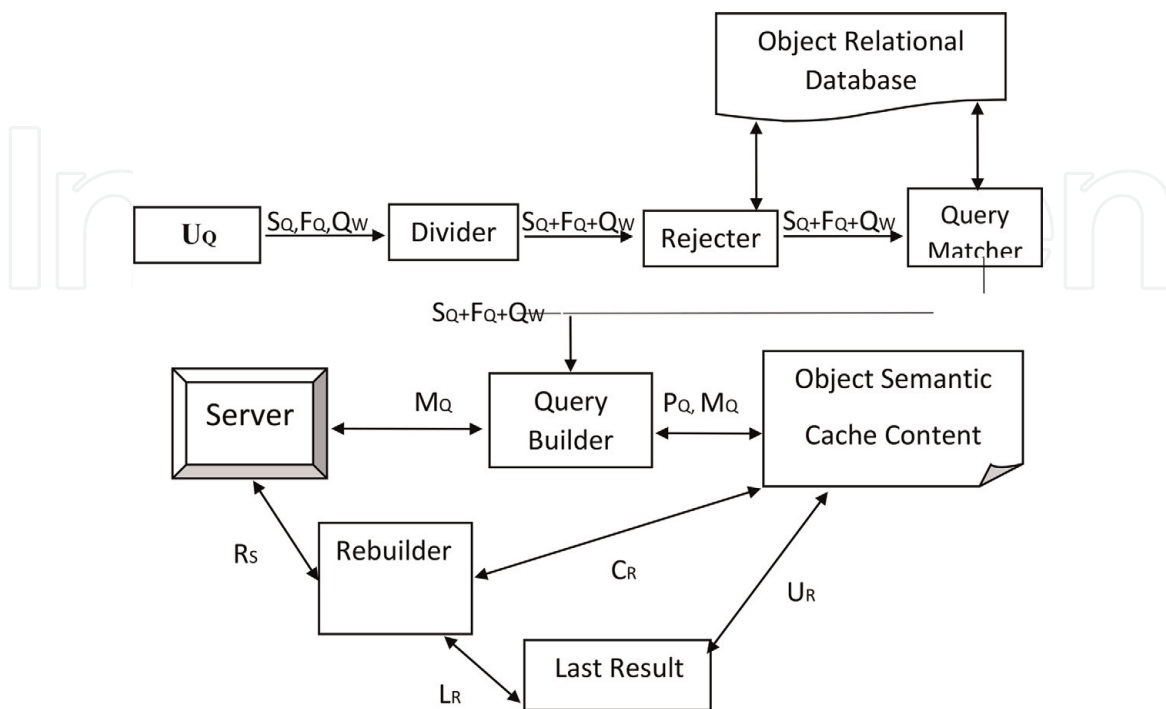 Object Relational
Database
UQ
SQ,FQ,QW
Divider
SQ+FQ+QW
Rejecter
SQ+FQ+QW
Query
Matcher
SQ+FQ+QW
Server
MQ
Query
Builder
PQ, MQ
Object Semantic
Cache Content
RS
Rebuilder
CR
UR
LR
Last Result